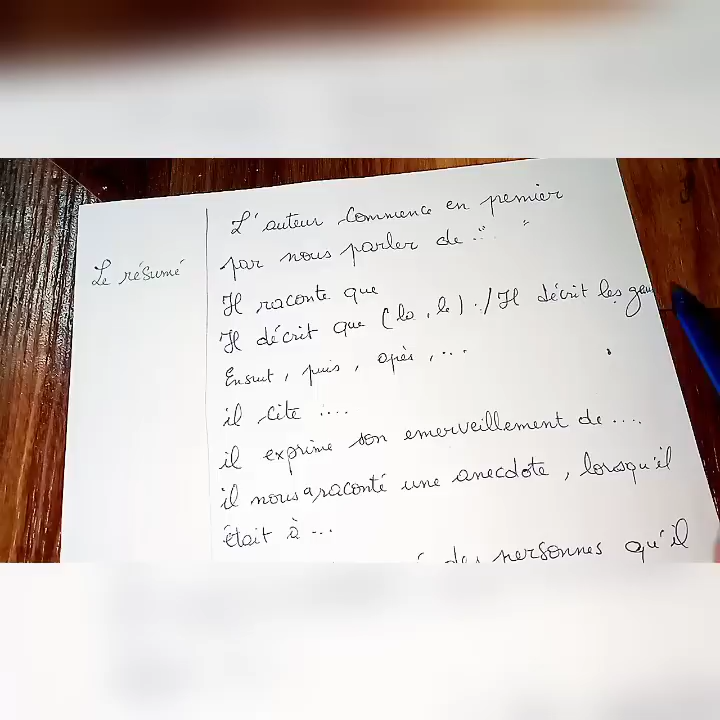 L'auteur commence en premier
Le résumé
par nous parler de :" "
Il raconte que
Il décrit que (la, le) ./Il décrit les gens
Ensuit, puis, après, ...
il cite :...
il exprime son emerveillement de ....
il nous a raconté une anecdote, lorsqu'il
était à ...
des personnes qu'il